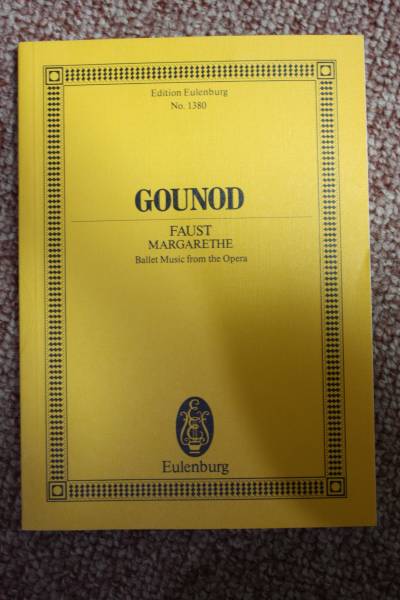 Edition Eulenburg
No. 1380
GOUNOD
FAUST
MARGARETHE
Ballet Music from the Opera
Eulenburg